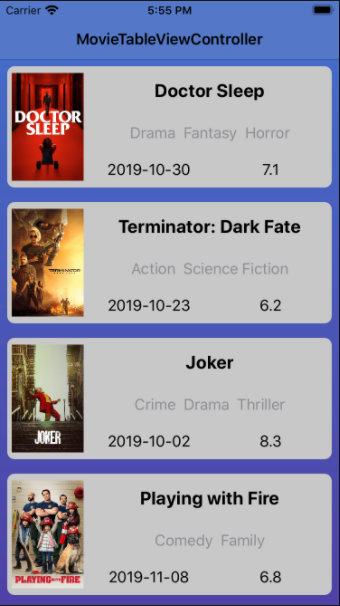 Carrier 5:55 PM
MovieTableViewController
DOCTOR
SLEEP
Doctor Sleep
Drama Fantasy Horror
2019-10-30 7.1
TERMINATOR
Terminator: Dark Fate
Action Science Fiction
2019-10-23 6.2
JOKER
Joker
Crime Drama Thriller
2019-10-02 8.3
PLAYING WITH FIRE
Playing with Fire
Comedy Family
2019-11-08 6.8